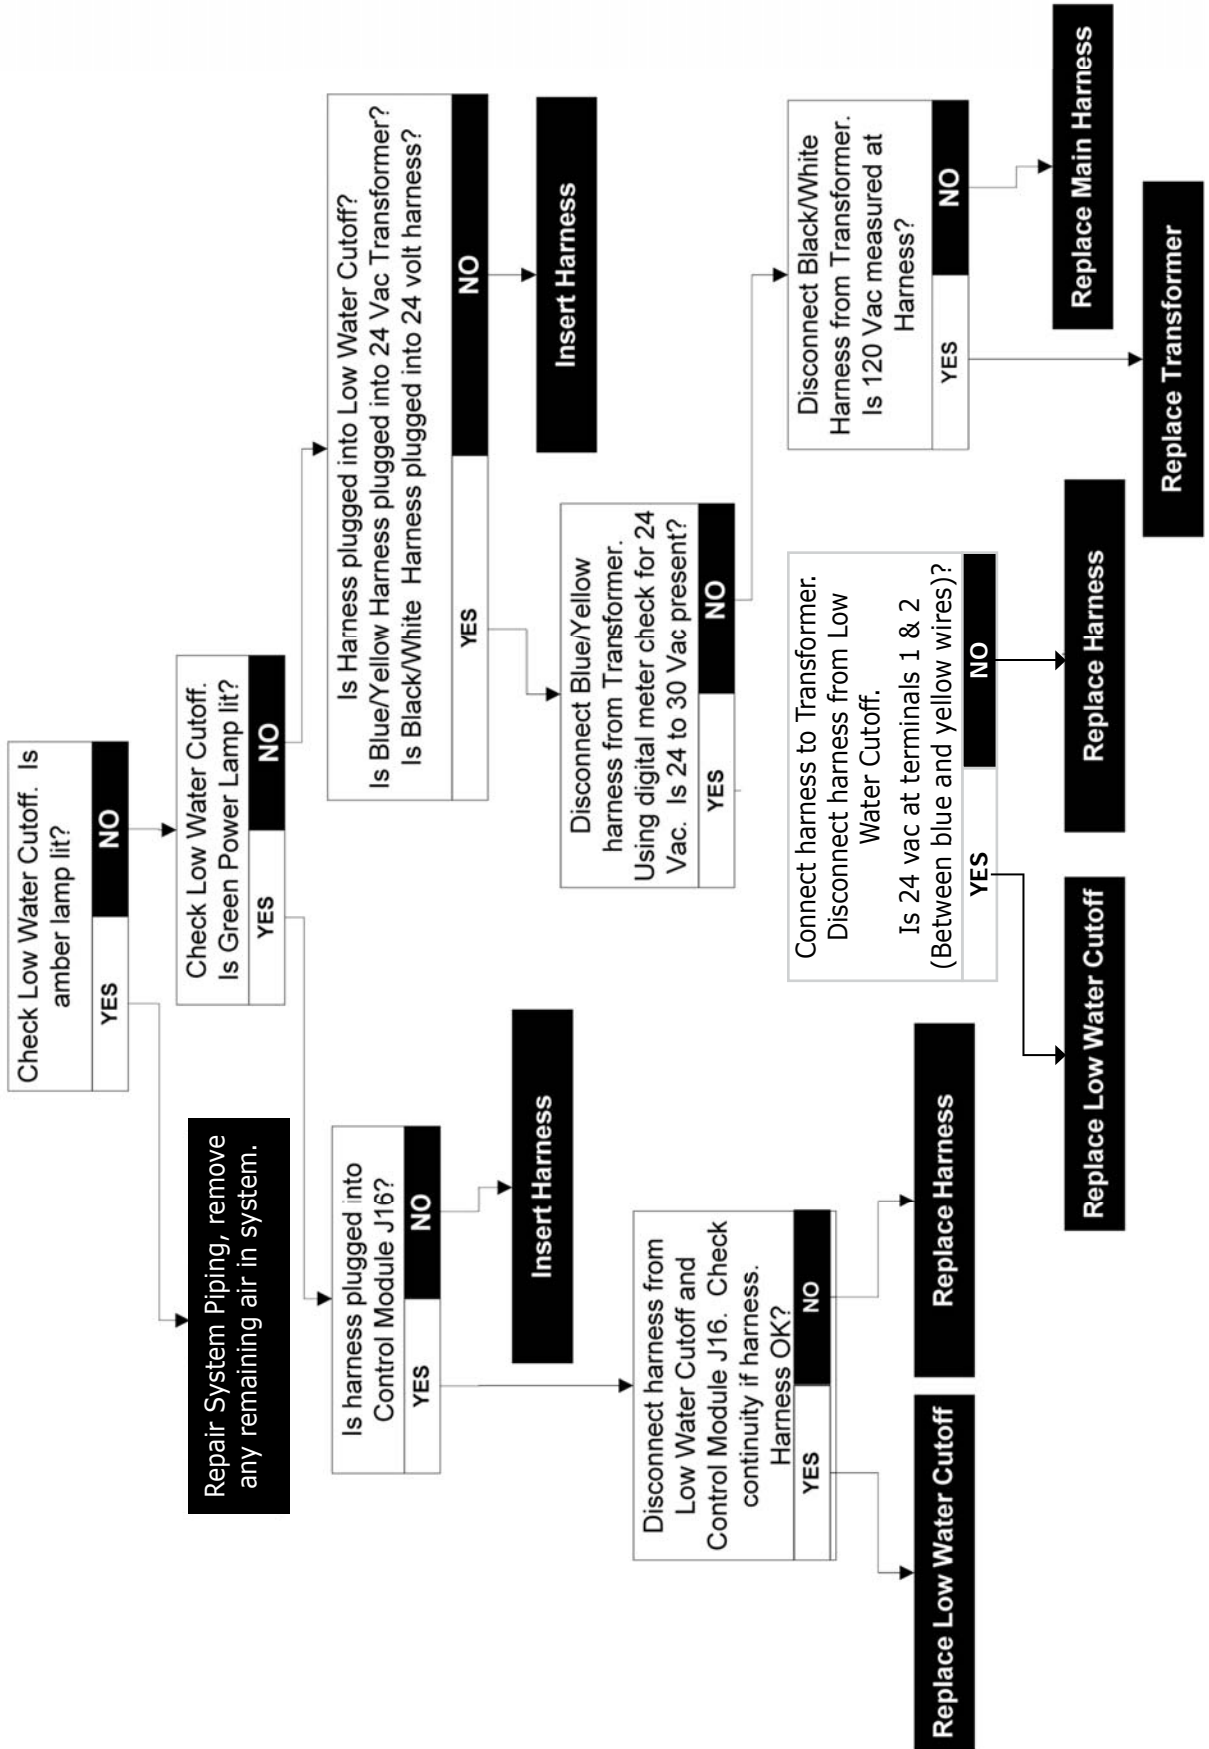 Check Low Water Cutoff.  Is
amber lamp lit?
YES
NO
Repair System Piping, remove
any remaining air in system.
Check Low Water Cutoff.
Is Green Power Lamp lit?
YES
NO
Is harness plugged into
Control Module J16?
YES
NO
Insert Harness
Is Harness plugged into Low Water Cutoff?
Is Blue/Yellow Harness plugged into 24 Vac Transformer?
Is Black/White  Harness plugged into 24 volt harness?
YES
NO
Insert Harness
Disconnect harness from
Low Water Cutoff and
Control Module J16.  Check
continuity if harness.
Harness OK?
YES
NO
Replace Low Water Cutoff
Replace Harness
Disconnect Blue/Yellow
harness from Transformer.
Using digital meter check for 24
Vac.  Is 24 to 30 Vac present?
YES
NO
Connect harness to Transformer.
Disconnect harness from Low
Water Cutoff.
Is 24 vac at terminals 1 & 2
(Between blue and yellow wires)?
YES
NO
Replace Low Water Cutoff
Replace Harness
Disconnect Black/White
Harness from Transformer.
Is 120 Vac measured at
Harness?
YES
NO
Replace Transformer
Replace Main Harness